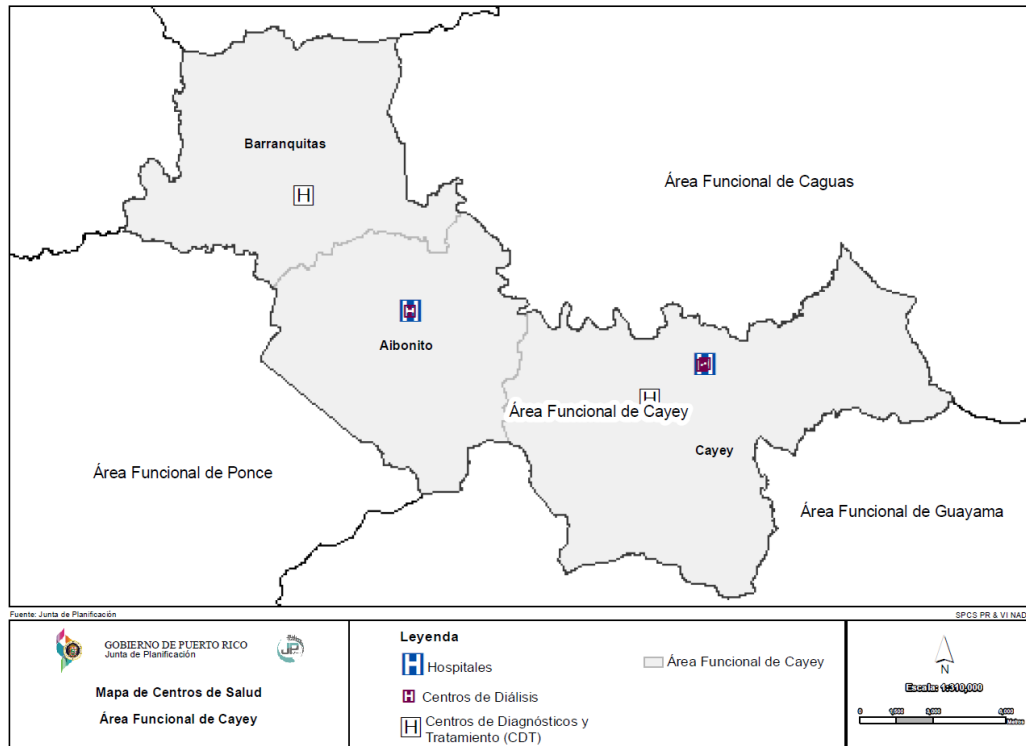 Barranquitas
H
Área Funcional de Caguas
H
Aibonito
H
H
Área Funcional de Cayey
Cayey
Área Funcional de Ponce
Área Funcional de Guayama
Fuente: Junta de Planificación
SPCS PR & VI NAD
GOBIERNO DE PUERTO RICO
Junta de Planificación
JP
Mapa de Centros de Salud
Área Funcional de Cayey
Leyenda
H Hospitales
H Centros de Diálisis
H Centros de Diagnósticos y
Tratamiento (CDT)
Área Funcional de Cayey
N
Escala: 1:310,000
0
Metros